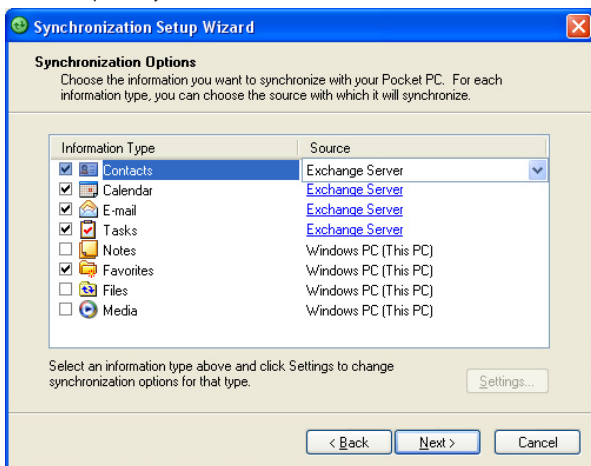 Synchronization Setup Wizard
Synchronization Options
Choose the information you want to synchronize with your Pocket PC. For each
information type, you can choose the source with which it will synchronize.
Information Type Source
Contacts Exchange Server
Calendar Exchange Server
E-mail Exchange Server
Tasks Exchange Server
Notes Windows PC (This PC)
Favorites Windows PC (This PC)
Files Windows PC (This PC)
Media Windows PC (This PC)
Select an information type above and click Settings to change
synchronization options for that type.
Settings...
< Back Next > Cancel